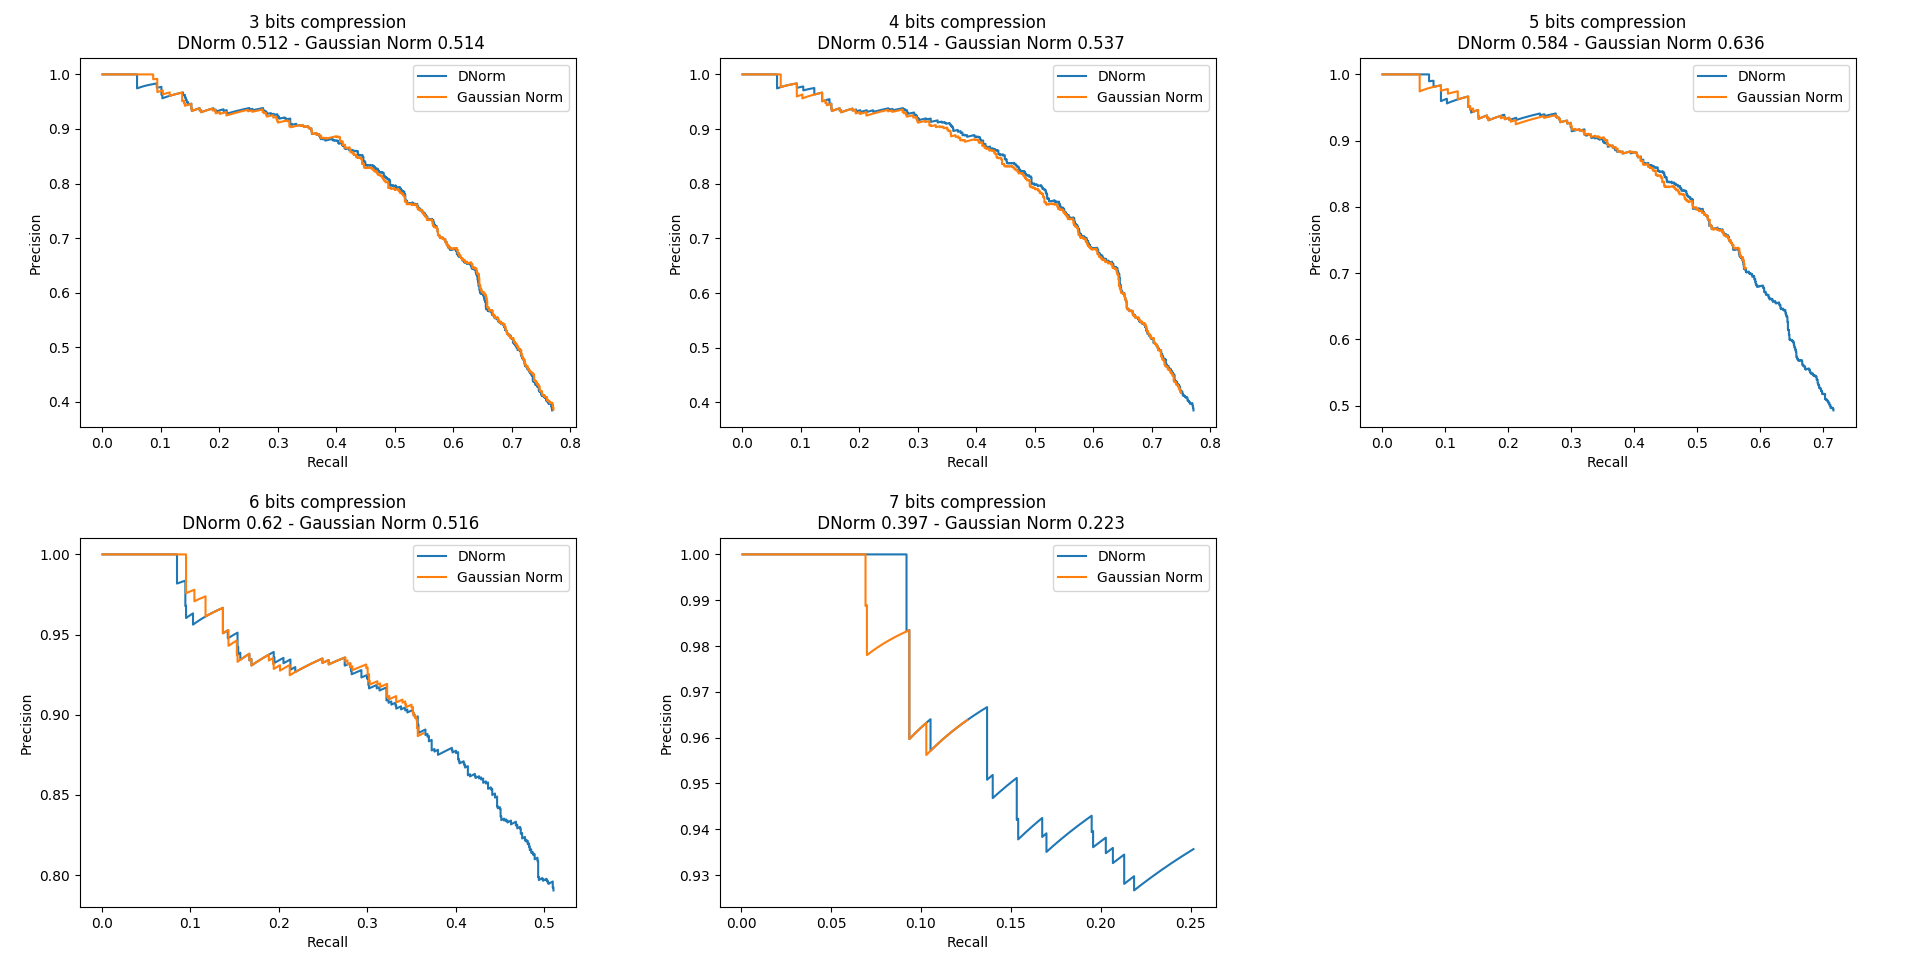 3 bits compression
DNorm 0.512 - Gaussian Norm 0.514
DNorm
Gaussian Norm
Precision
1.0
0.9
0.8
0.7
0.6
0.5
0.4
0.0 0.1 0.2 0.3 0.4 0.5 0.6 0.7 0.8
Recall
4 bits compression
DNorm 0.514 - Gaussian Norm 0.537
DNorm
Gaussian Norm
Precision
1.0
0.9
0.8
0.7
0.6
0.5
0.4
0.0 0.1 0.2 0.3 0.4 0.5 0.6 0.7 0.8
Recall
5 bits compression
DNorm 0.584 - Gaussian Norm 0.636
DNorm
Gaussian Norm
Precision
1.0
0.9
0.8
0.7
0.6
0.5
0.0 0.1 0.2 0.3 0.4 0.5 0.6 0.7
Recall
6 bits compression
DNorm 0.62 - Gaussian Norm 0.516
DNorm
Gaussian Norm
Precision
1.00
0.95
0.90
0.85
0.80
0.0 0.1 0.2 0.3 0.4 0.5
Recall
7 bits compression
DNorm 0.397 - Gaussian Norm 0.223
DNorm
Gaussian Norm
Precision
1.00
0.99
0.98
0.97
0.96
0.95
0.94
0.93
0.00 0.05 0.10 0.15 0.20 0.25
Recall